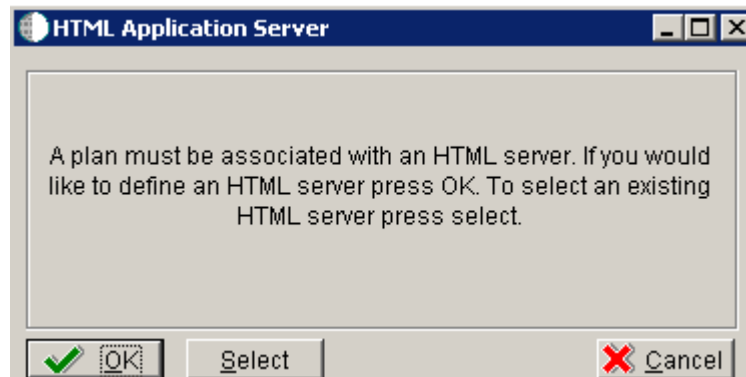 HTML Application Server
A plan must be associated with an HTML server. If you would
like to define an HTML server press OK. To select an existing
HTML server press select.
OK
Select
Cancel